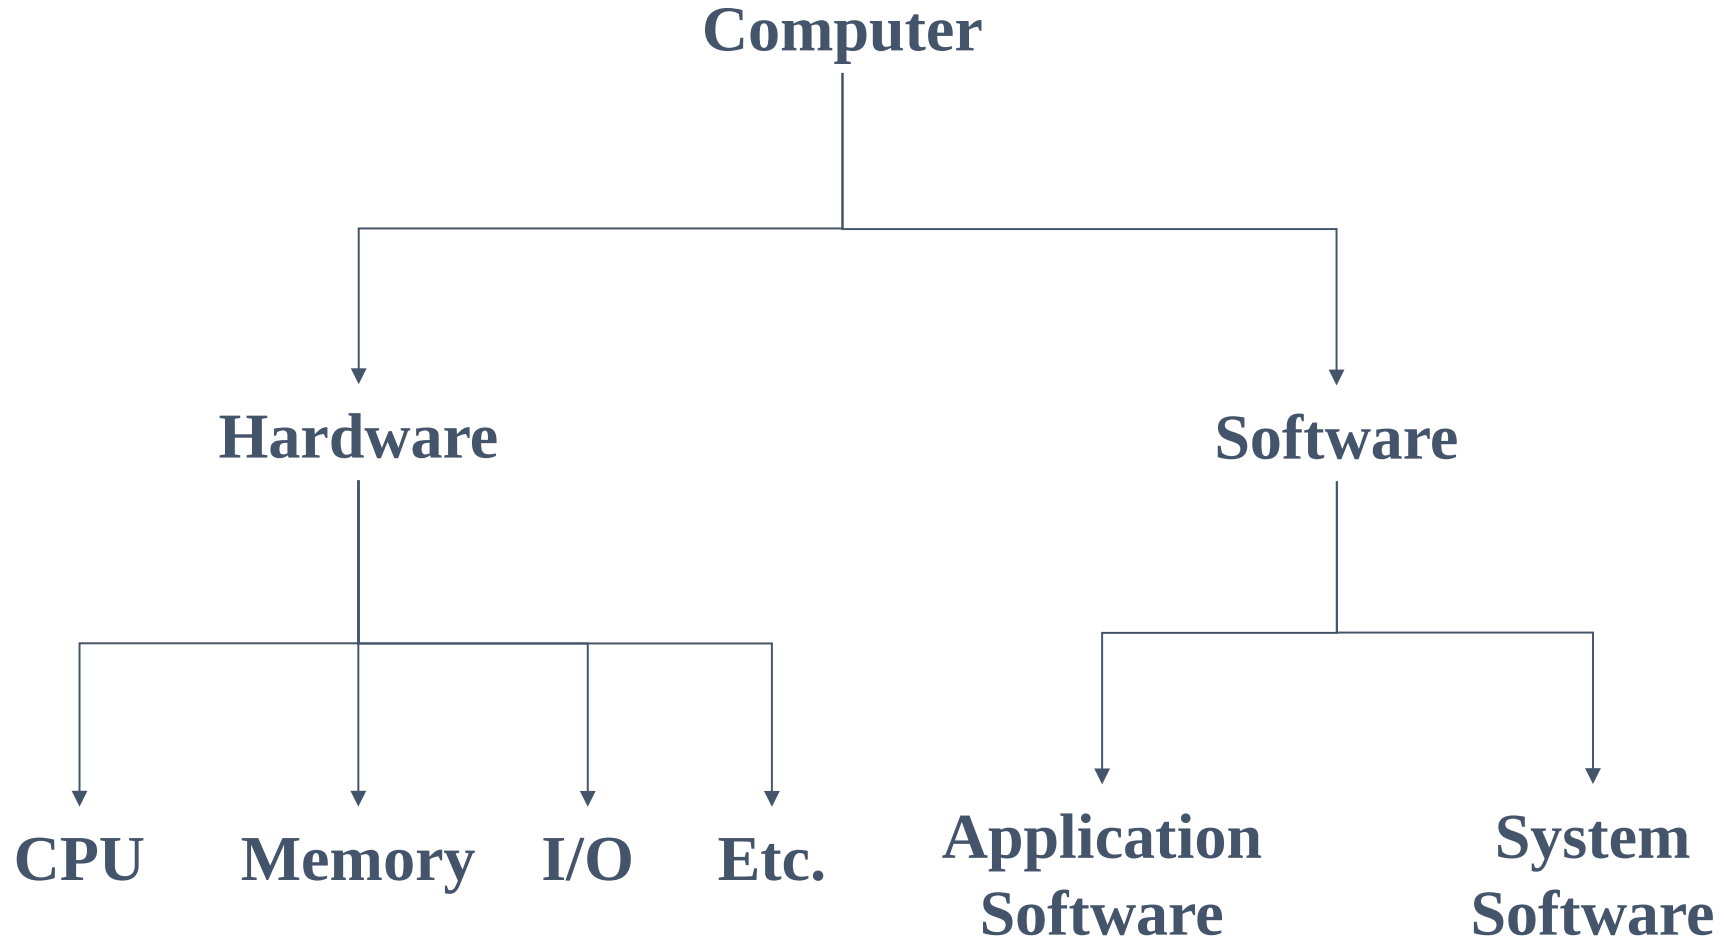 Computer
Hardware
Software
CPU
Memory
I/O
Etc.
Application
Software
System
Software